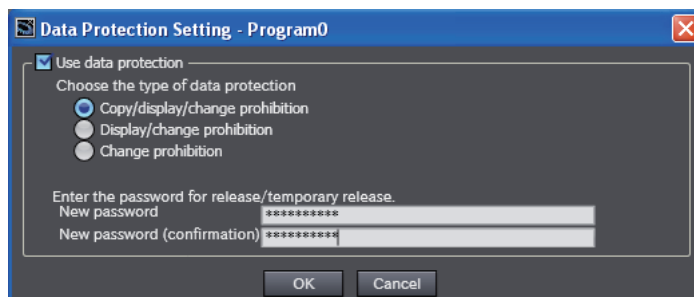 Data Protection Setting - Program0
Use data protection
Choose the type of data protection
Copy/display/change prohibition
Display/change prohibition
Change prohibition
Enter the password for release/temporary release.
New password **********
New password (confirmation) **********
OK Cancel